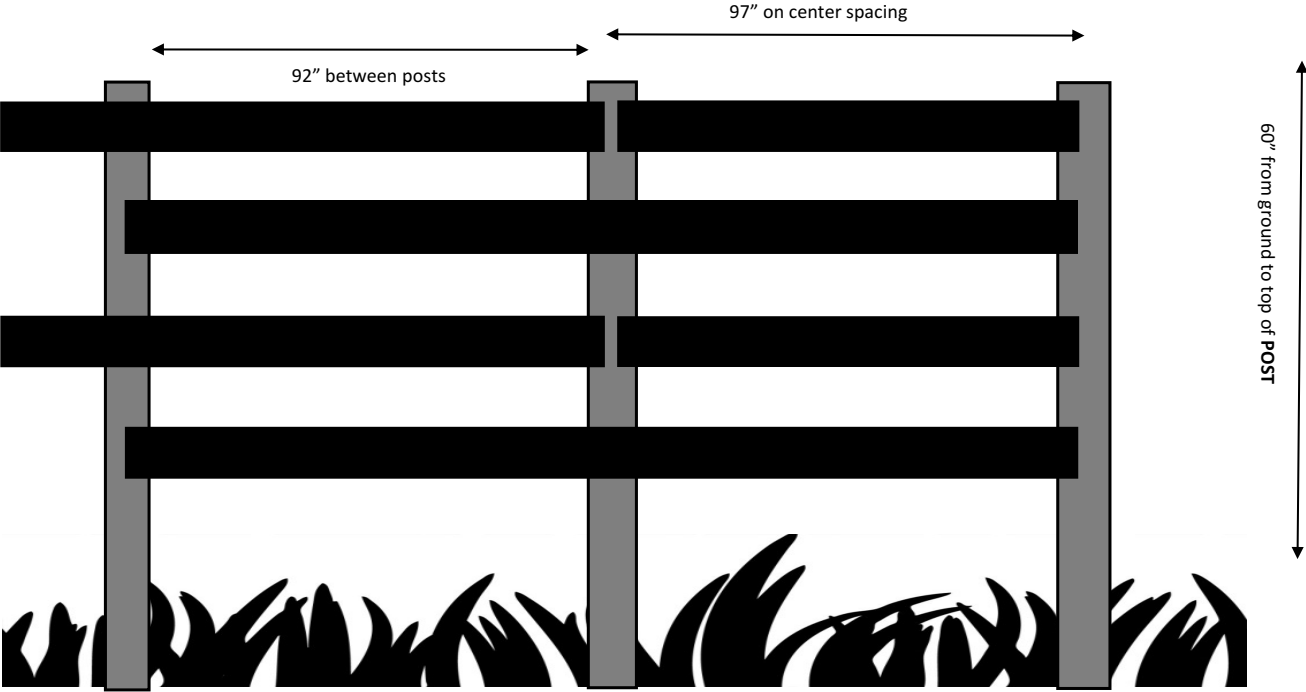 97” on center spacing
92” between posts
60” from ground to top of POST